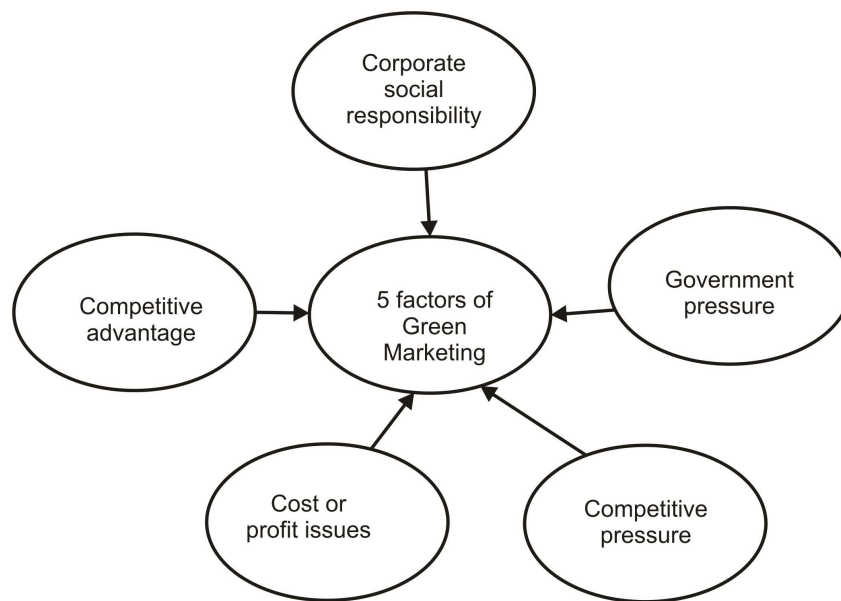 Corporate
social
responsibility
Competitive
advantage
5 factors of
Green
Marketing
Government
pressure
Cost or
profit issues
Competitive
pressure